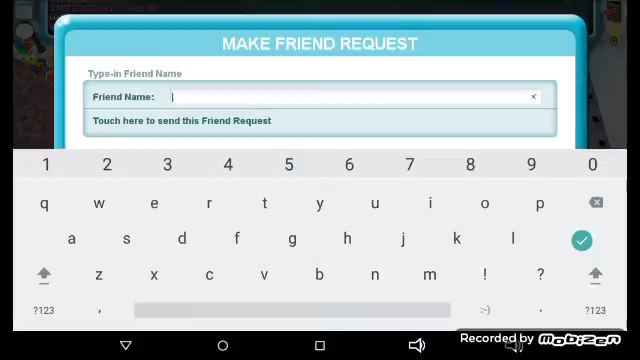 MAKE FRIEND REQUEST
Type-in Friend Name
Friend Name: ×
Touch here to send this Friend Request
1 2 3 4 5 6 7 8 9 0
q w e r t y u i o p
a s d f g h j k l
z x c v b n m ! ?
?123 , :-) . ?123
Recorded by MOBIZEN